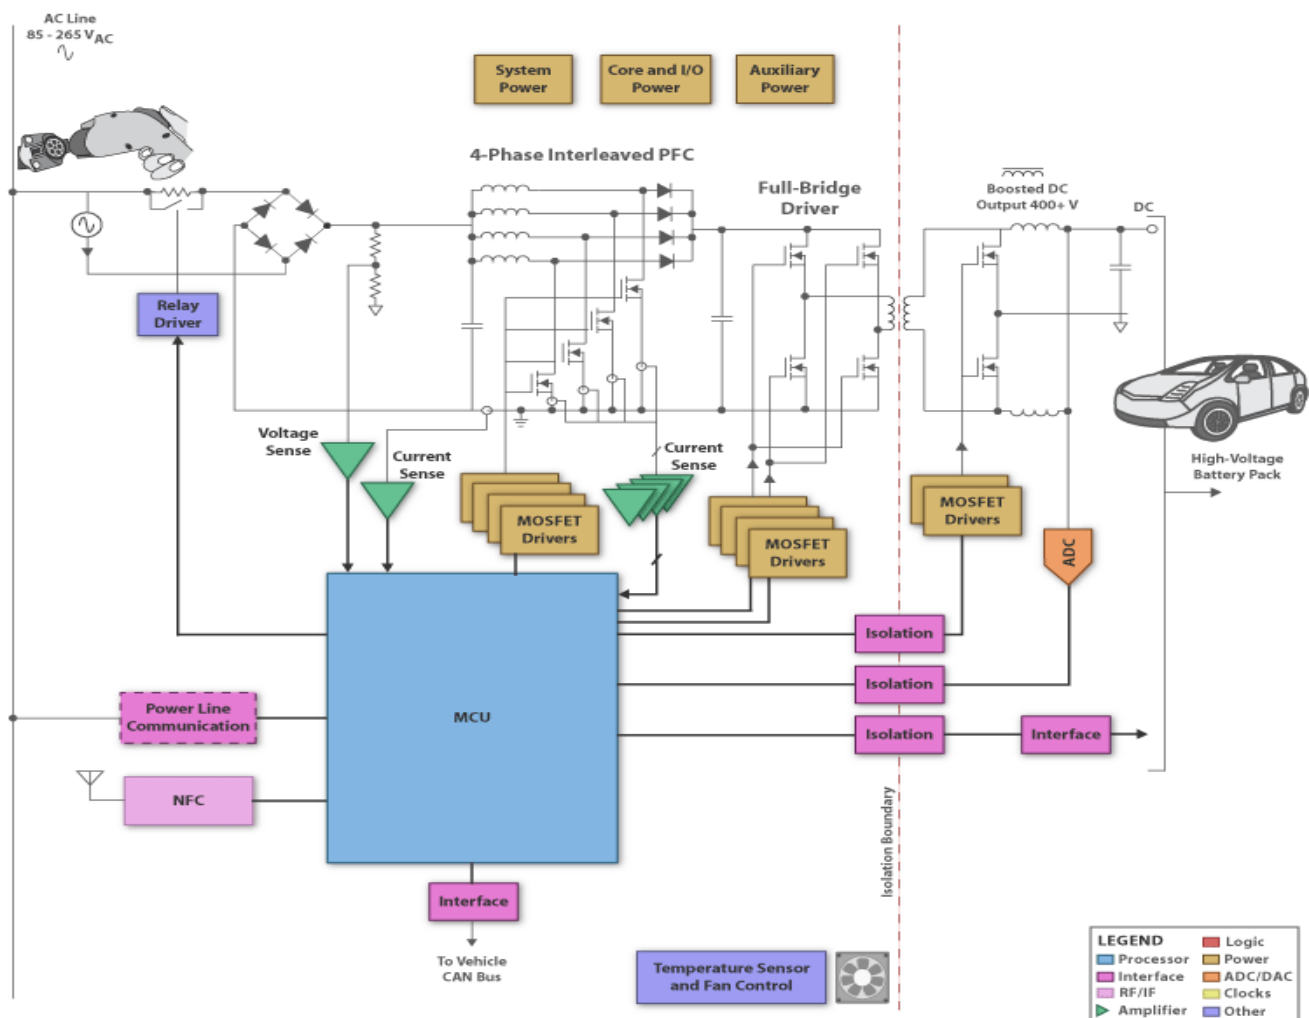 AC Line
85 - 265 VAC
System
Power
Core and I/O
Power
Auxiliary
Power
4-Phase Interleaved PFC
Full-Bridge
Driver
Boosted DC
Output 400+ V
DC
Relay
Driver
Voltage
Sense
Current
Sense
Current
Sense
High-Voltage
Battery Pack
MOSFET
Drivers
MOSFET
Drivers
MOSFET
Drivers
ADC
Isolation
Isolation
Isolation
Interface
Power Line
Communication
MCU
NFC
Isolation Boundary
Interface
To Vehicle
CAN Bus
Temperature Sensor
and Fan Control
LEGEND
Processor
Interface
RF/IF
Amplifier
Logic
Power
ADC/DAC
Clocks
Other